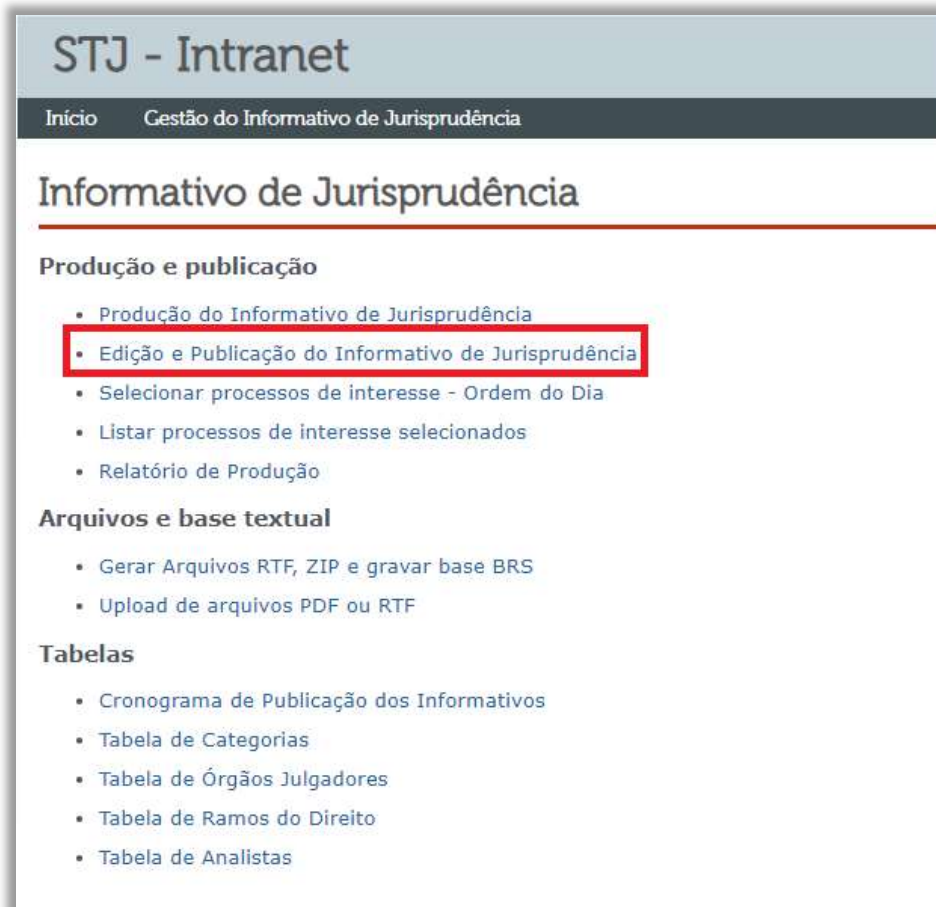 STJ - Intranet
Início Gestão do Informativo de Jurisprudência
Informativo de Jurisprudência
Produção e publicação
• Produção do Informativo de Jurisprudência
• Edição e Publicação do Informativo de Jurisprudência
• Selecionar processos de interesse - Ordem do Dia
• Listar processos de interesse selecionados
• Relatório de Produção
Arquivos e base textual
• Gerar Arquivos RTF, ZIP e gravar base BRS
• Upload de arquivos PDF ou RTF
Tabelas
• Cronograma de Publicação dos Informativos
• Tabela de Categorias
• Tabela de Órgãos Julgadores
• Tabela de Ramos do Direito
• Tabela de Analistas